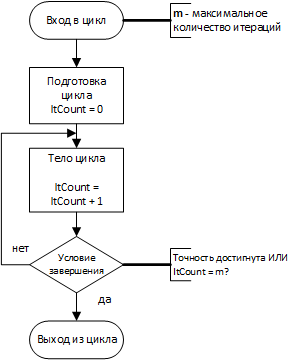 Вход в цикл
m - максимальное
количество итераций
Подготовка
цикла
ItCount = 0
Тело цикла
ItCount =
ItCount + 1
нет
Условие
завершения
Точность достигнута ИЛИ
ItCount = m?
да
Выход из цикла